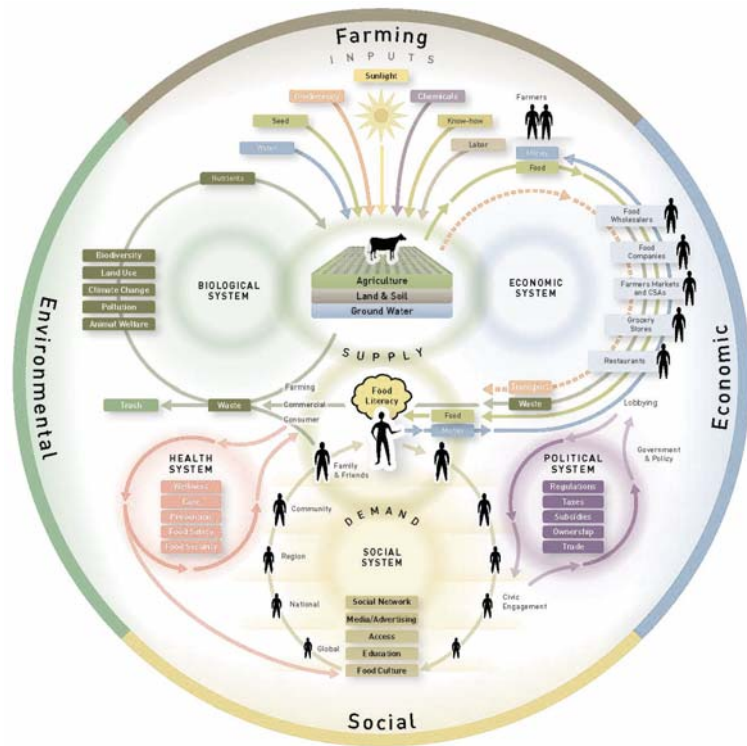 Farming
INPUTS
Sunlight
Biodiversity
Chemicals
Seed
Know-how
Water
Labor
Farmers
Money
Food
Nutrients
Food
Wholesalers
Food
Companies
Farmers Markets
and CSAs
Grocery
Stores
Restaurants
Biodiversity
Land Use
Climate Change
Pollution
Animal Welfare
BIOLOGICAL
SYSTEM
Agriculture
Land & Soil
Ground Water
ECONOMIC
SYSTEM
Environmental
Economic
SUPPLY
Food
Literacy
Farming
Commercial
Consumer
Trash
Waste
Transport
Waste
Food
Money
Lobbying
Government
& Policy
HEALTH
SYSTEM
Wellness
Care
Prevention
Food Safety
Food Security
Family
& Friends
Community
Region
National
Global
DEMAND
SOCIAL
SYSTEM
Social Network
Media/Advertising
Access
Education
Food Culture
POLITICAL
SYSTEM
Regulations
Taxes
Subsidies
Ownership
Trade
Civic
Engagement
Social